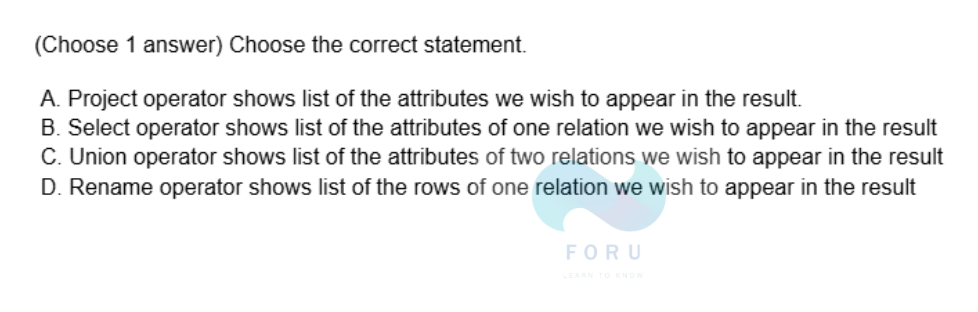 (Choose 1 answer) Choose the correct statement.
A. Project operator shows list of the attributes we wish to appear in the result.
B. Select operator shows list of the attributes of one relation we wish to appear in the result
C. Union operator shows list of the attributes of two relations we wish to appear in the result
D. Rename operator shows list of the rows of one relation we wish to appear in the result
FORU
LEARN TO KNOW